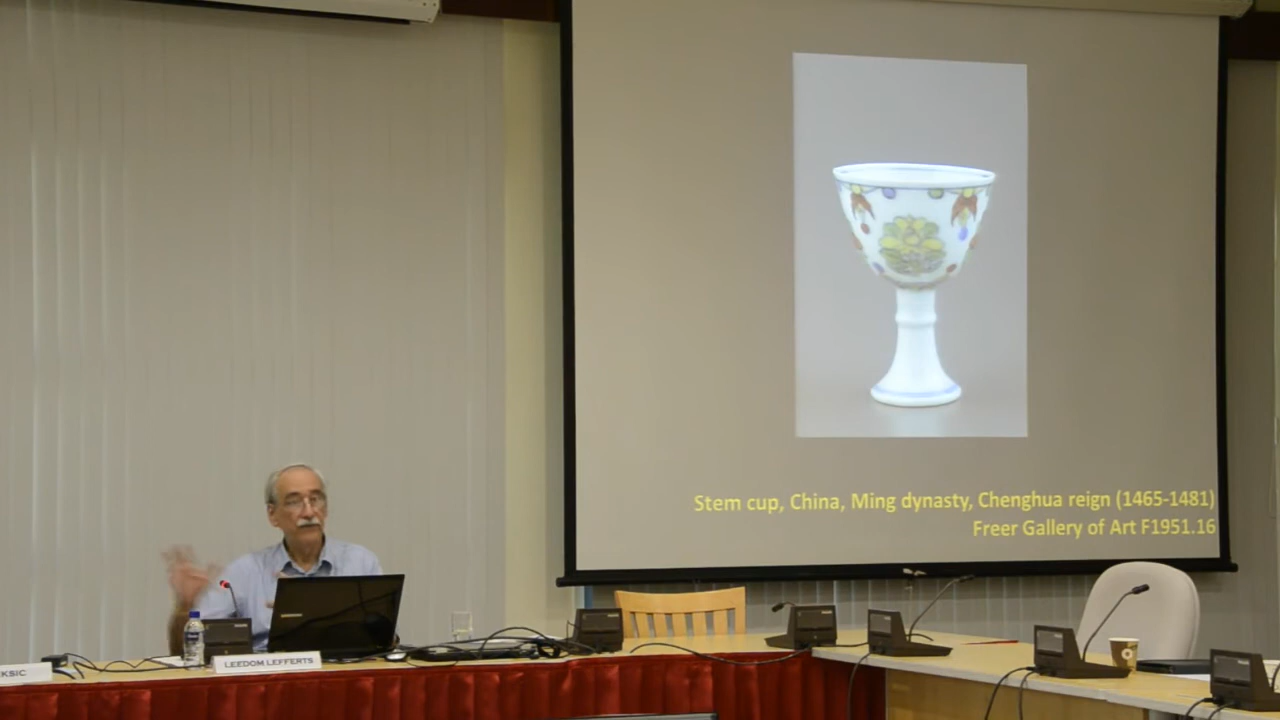 Stem cup, China, Ming dynasty, Chenghua reign (1465-1481)
Freer Gallery of Art F1951.16
LEEDOM LEFFERTS
KSIC